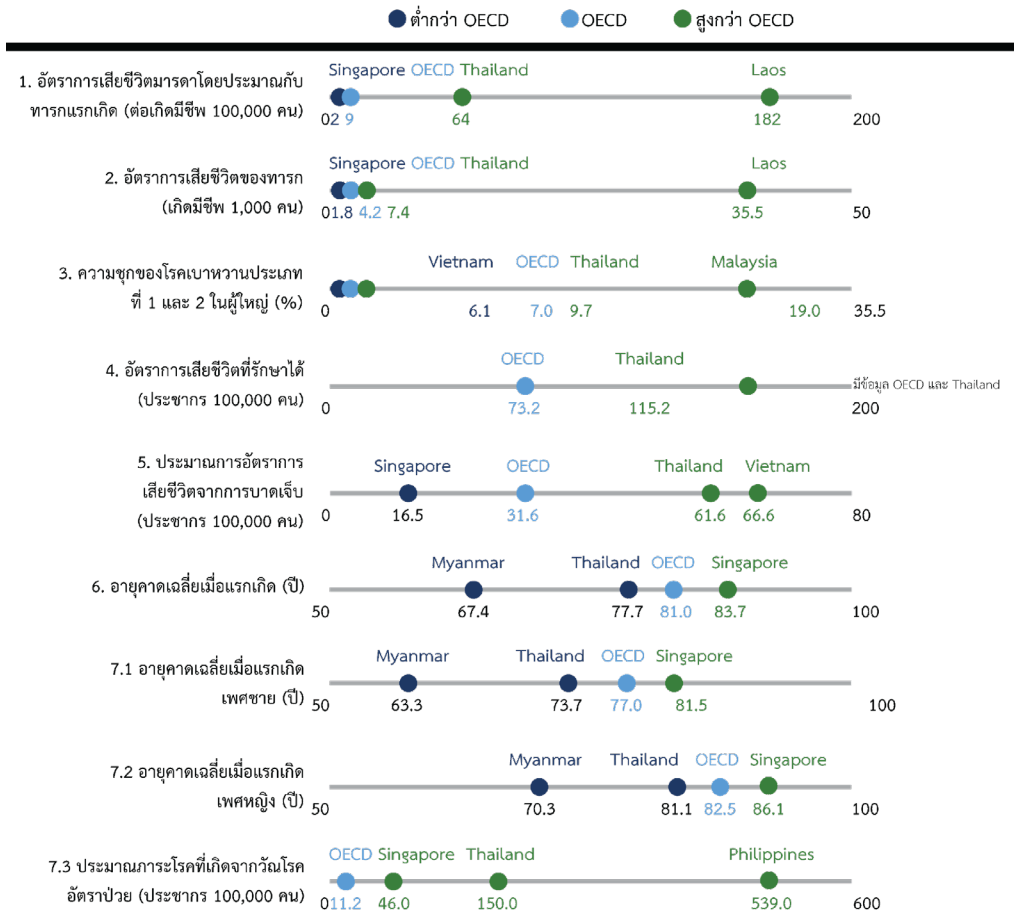 ต่ำกว่า OECD OECD สูงกว่า OECD
1. อัตราการเสียชีวิตมารดาโดยประมาณกับ
ทารกแรกเกิด (ต่อเกิดมีชีพ 100,000 คน)
Singapore OECD Thailand Laos
0 2 9 64 182 200
2. อัตราการเสียชีวิตของทารก
(เกิดมีชีพ 1,000 คน)
Singapore OECD Thailand Laos
0 1.8 4.2 7.4 35.5 50
3. ความชุกของโรคเบาหวานประเภท
ที่ 1 และ 2 ในผู้ใหญ่ (%)
Vietnam OECD Thailand Malaysia
0 6.1 7.0 9.7 19.0 35.5
4. อัตราการเสียชีวิตที่รักษาได้
(ประชากร 100,000 คน)
OECD Thailand
มีข้อมูล OECD และ Thailand
0 73.2 115.2 200
5. ประมาณการอัตราการ
เสียชีวิตจากการบาดเจ็บ
(ประชากร 100,000 คน)
Singapore OECD Thailand Vietnam
0 16.5 31.6 61.6 66.6 80
6. อายุคาดเฉลี่ยเมื่อแรกเกิด (ปี)
Myanmar Thailand OECD Singapore
50 67.4 77.7 81.0 83.7 100
7.1 อายุคาดเฉลี่ยเมื่อแรกเกิด
เพศชาย (ปี)
Myanmar Thailand OECD Singapore
50 63.3 73.7 77.0 81.5 100
7.2 อายุคาดเฉลี่ยเมื่อแรกเกิด
เพศหญิง (ปี)
Myanmar Thailand OECD Singapore
50 70.3 81.1 82.5 86.1 100
7.3 ประมาณภาระโรคที่เกิดจากวัณโรค
อัตราป่วย (ประชากร 100,000 คน)
OECD Singapore Thailand Philippines
0 11.2 46.0 150.0 539.0 600